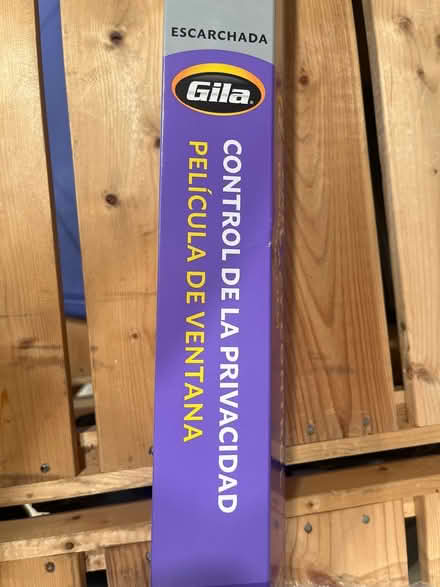 ESCARCHADA
Gila
CONTROL DE LA PRIVACIDAD
PELÍCULA DE VENTANA